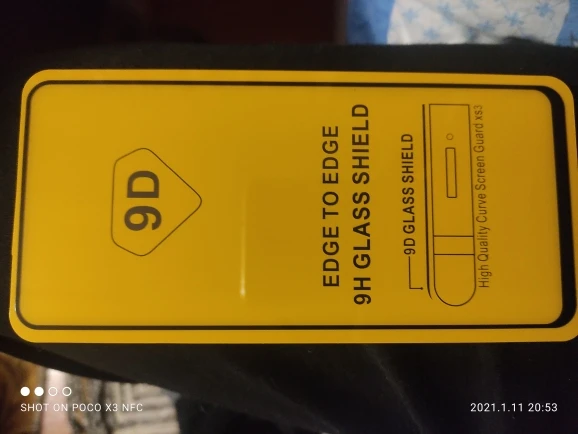 9D
EDGE TO EDGE
9H GLASS SHIELD
9D GLASS SHIELD
High Quality Curve Screen Guard xs3
SHOT ON POCO X3 NFC
2021.1.11 20:53